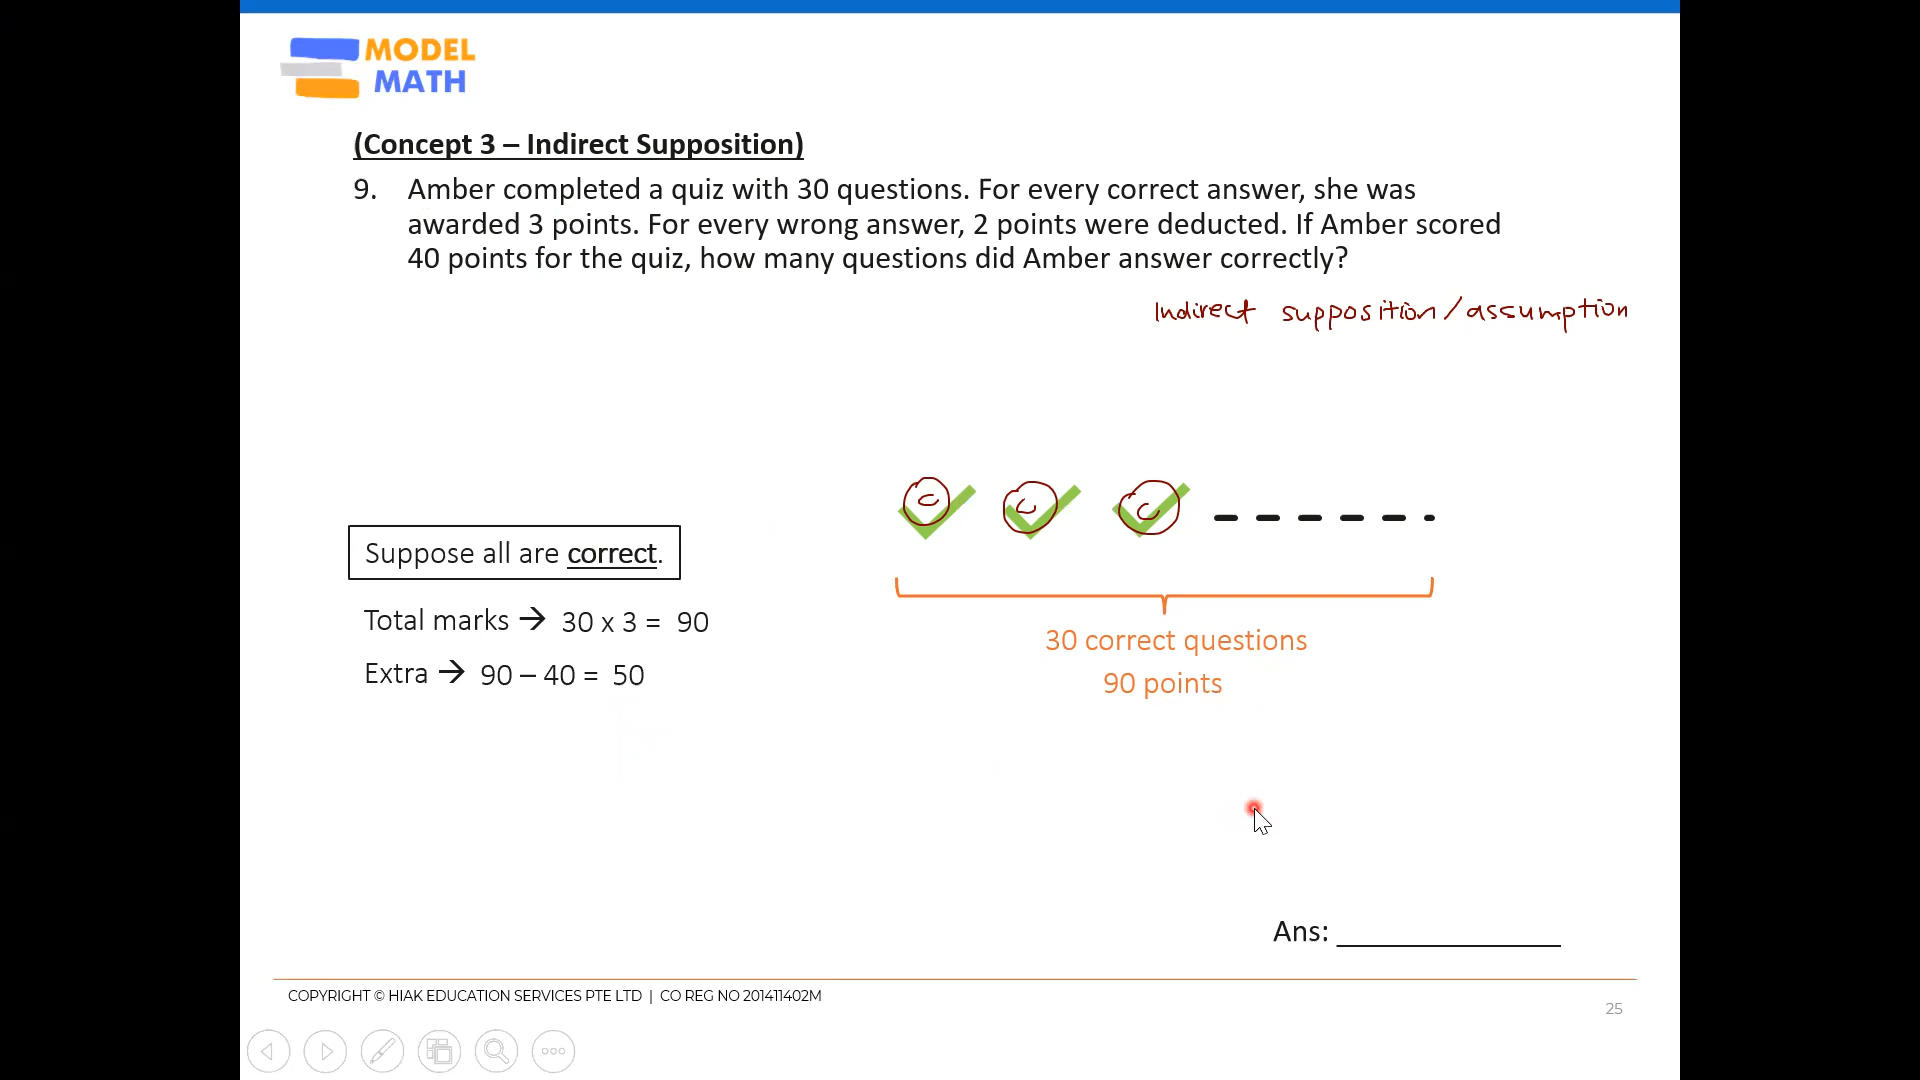 MODEL
MATH
(Concept 3 – Indirect Supposition)
9. Amber completed a quiz with 30 questions. For every correct answer, she was
awarded 3 points. For every wrong answer, 2 points were deducted. If Amber scored
40 points for the quiz, how many questions did Amber answer correctly?
Indirect supposition/assumption
C C C
Suppose all are correct.
Total marks → 30 x 3 = 90
Extra → 90 – 40 = 50
30 correct questions
90 points
Ans: ______________
COPYRIGHT © HIAK EDUCATION SERVICES PTE LTD | CO REG NO 201411402M
25